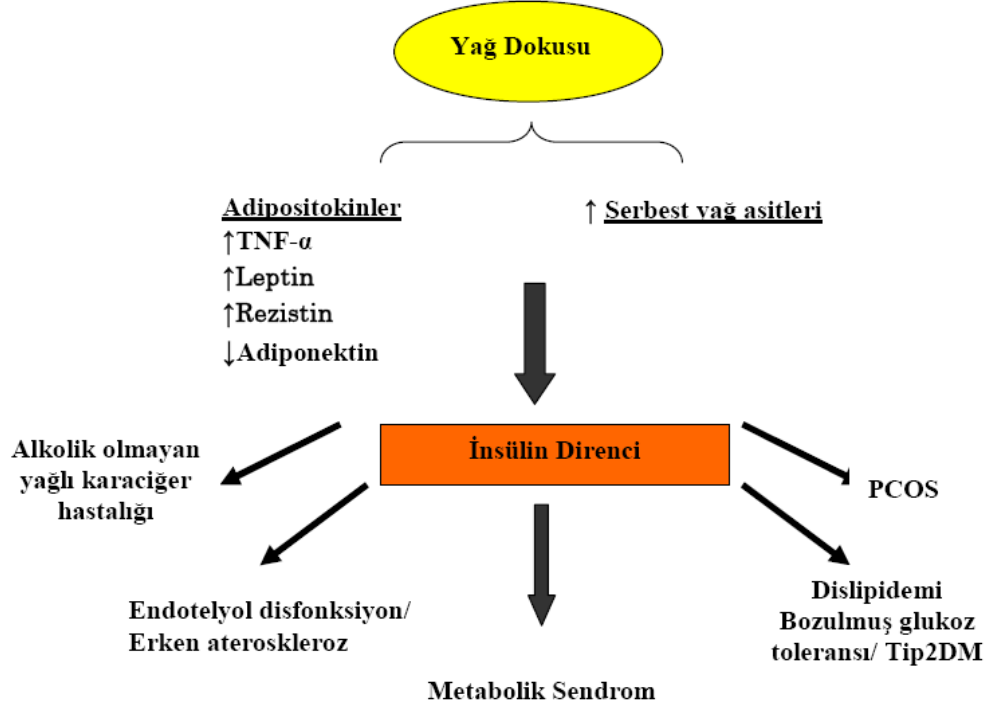 Yağ Dokusu
Adipositokinler
↑TNF-α
↑Leptin
↑Rezistin
↓Adiponektin
↑ Serbest yağ asitleri
İnsülin Direnci
Alkolik olmayan
yağlı karaciğer
hastalığı
PCOS
Endotelyol disfonksiyon/
Erken ateroskleroz
Dislipidemi
Bozulmuş glukoz
toleransı/ Tip2DM
Metabolik Sendrom